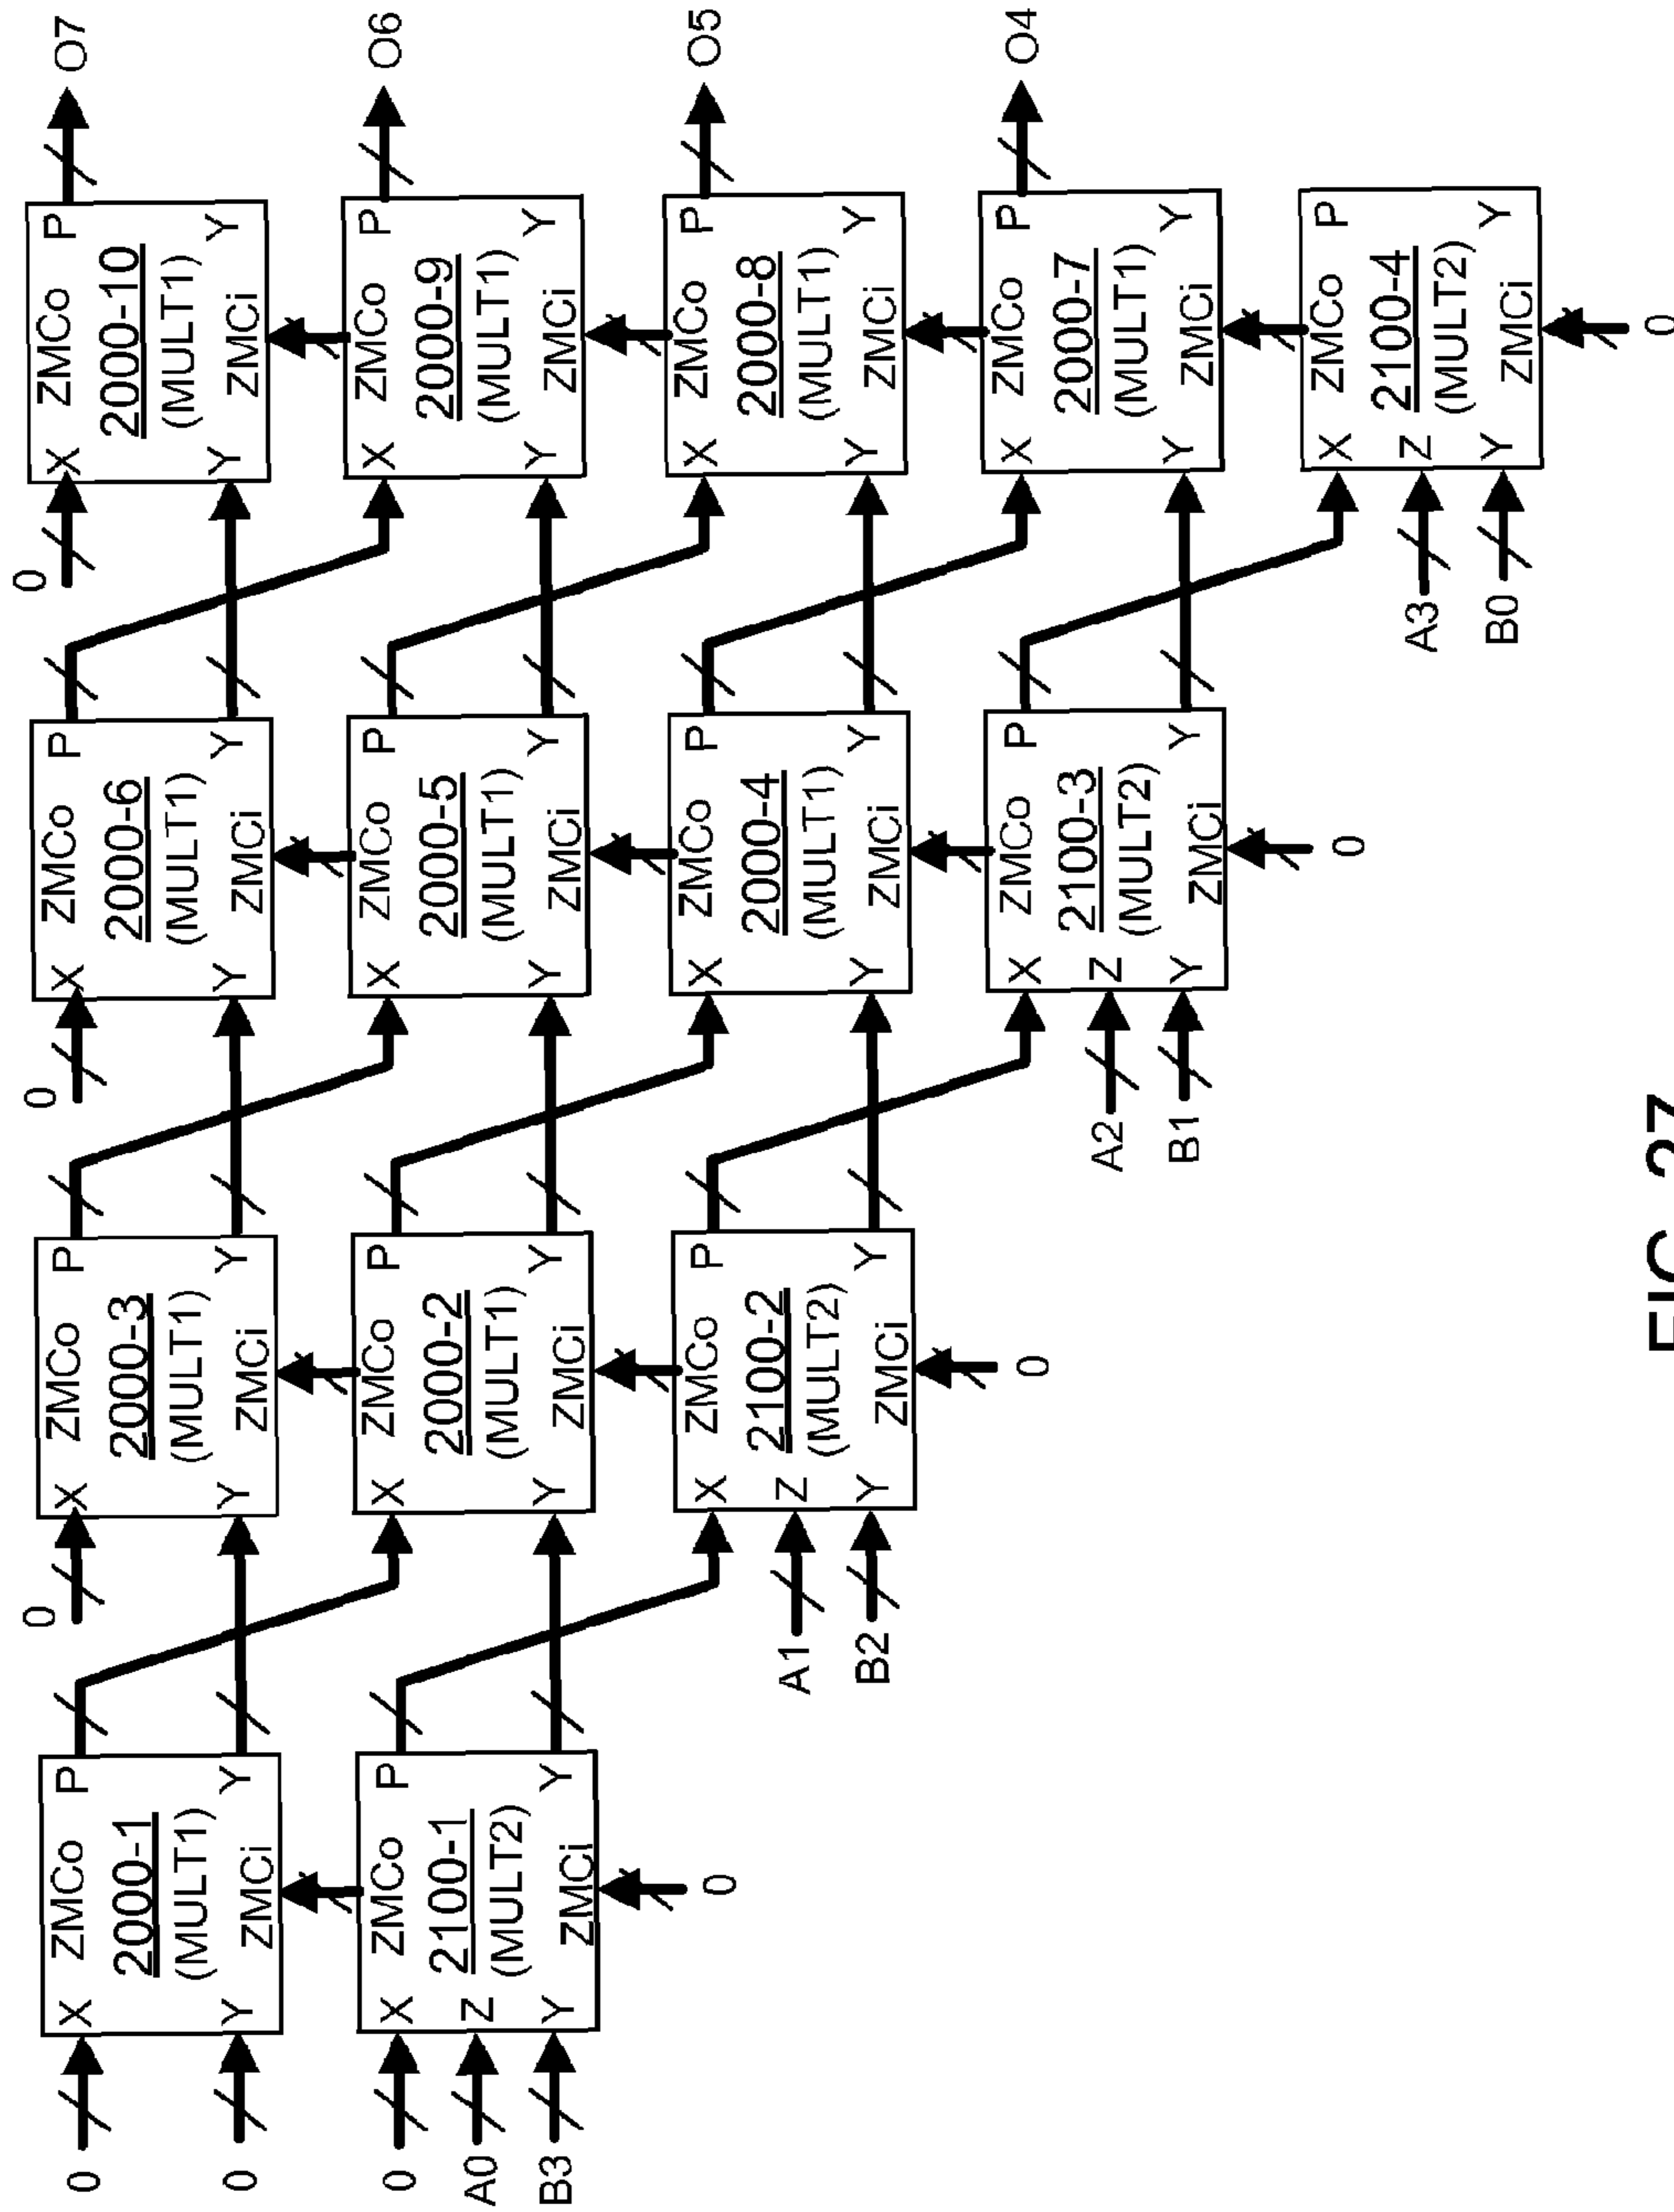 0
X ZMCo P
2000-1
(MULT1)
0
Y ZMCi Y
0
X ZMCo P
2000-3
(MULT1)
Y ZMCi Y
0
X ZMCo P
2000-6
(MULT1)
Y ZMCi Y
0
X ZMCo P
O7
2000-10
(MULT1)
Y ZMCi Y
0
X ZMCo P
A0
Z
2100-1
(MULT2)
B3
Y ZMCi Y
0
X ZMCo P
2000-2
(MULT1)
Y ZMCi Y
X ZMCo P
2000-5
(MULT1)
Y ZMCi Y
X ZMCo P
O6
2000-9
(MULT1)
Y ZMCi Y
X ZMCo P
A1
Z
2100-2
(MULT2)
B2
Y ZMCi Y
0
X ZMCo P
2000-4
(MULT1)
Y ZMCi Y
X ZMCo P
O5
2000-8
(MULT1)
Y ZMCi Y
X ZMCo P
A2
Z
2100-3
(MULT2)
B1
Y ZMCi Y
0
X ZMCo P
O4
2000-7
(MULT1)
Y ZMCi Y
X ZMCo P
A3
Z
2100-4
(MULT2)
B0
Y ZMCi Y
0
FIG 27